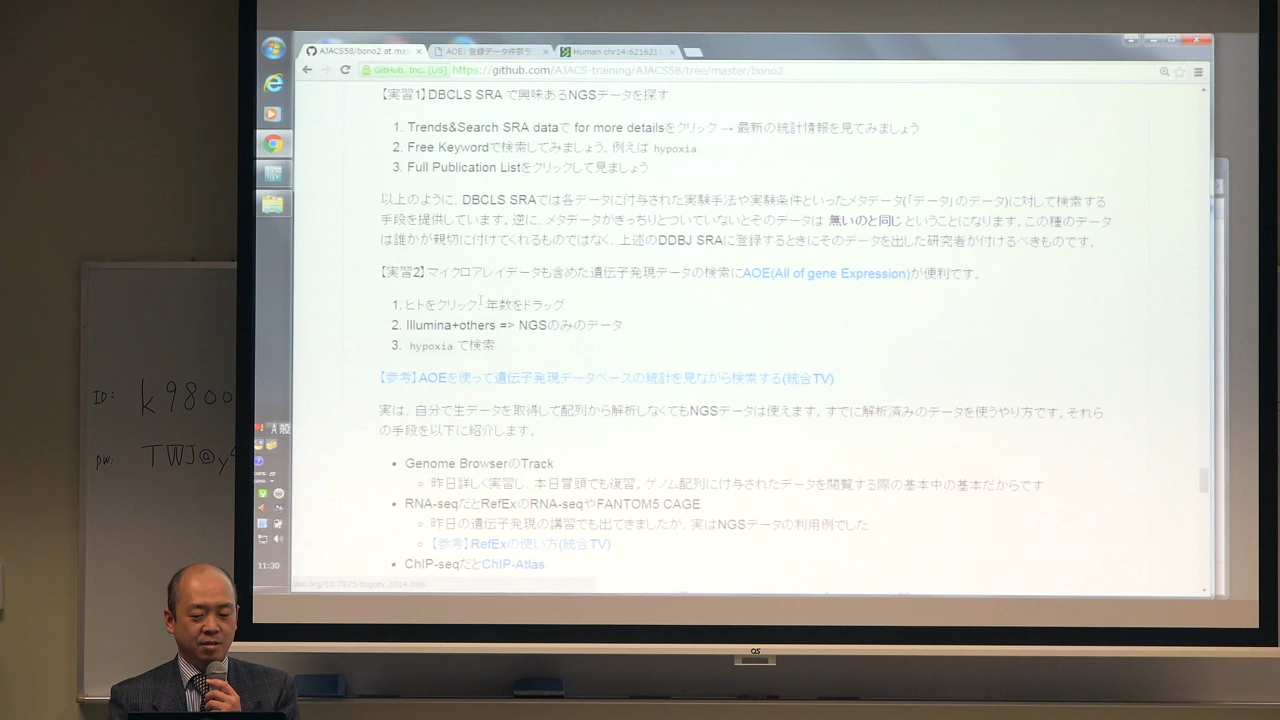 AJACS58/bono2 at mas
AOE: 登録データ件数ラ
Human chr14:621621
GitHub, Inc. [US] https://github.com/AJACS-training/AJACS58/tree/master/bono2
【実習1】DBCLS SRA で興味あるNGSデータを探す
1. Trends&Search SRA dataで for more detailsをクリック → 最新の統計情報を見てみましょう
2. Free Keywordで検索してみましょう。例えば hypoxia
3. Full Publication Listをクリックして見ましょう
以上のように、DBCLS SRAでは各データに付与された実験手法や実験条件といったメタデータ(「データ」のデータ)に対して検索する
手段を提供しています。逆に、メタデータがきっちりとついていないとそのデータは 無いのと同じ ということになります。この種のデータ
は誰かが親切に付けてくれるものではなく、上述のDDBJ SRAに登録するときにそのデータを出した研究者が付けるべきものです。
【実習2】マイクロアレイデータも含めた遺伝子発現データの検索にAOE(All of gene Expression)が便利です。
1. ヒトをクリック! 年数をドラッグ
2. Illumina+others => NGSのみのデータ
3. hypoxia で検索
【参考】AOEを使って遺伝子発現データベースの統計を見ながら検索する(統合TV)
実は、自分で生データを取得して配列から解析しなくてもNGSデータは使えます。すでに解析済みのデータを使うやり方です。それら
の手段を以下に紹介します。
• Genome BrowserのTrack
◦ 昨日詳しく実習し、本日冒頭でも復習。ゲノム配列に付与されたデータを閲覧する際の基本中の基本だからです
• RNA-seqだとRefExのRNA-seqやFANTOM5 CAGE
◦ 昨日の遺伝子発現の講習でも出てきましたが、実はNGSデータの利用例でした
◦ 【参考】RefExの使い方(統合TV)
• ChIP-seqだとChIP-Atlas
doi.org/10.7875/togotv.2014.096
A 般
11:30
ID: k9800
PW: TWJ@y
OS